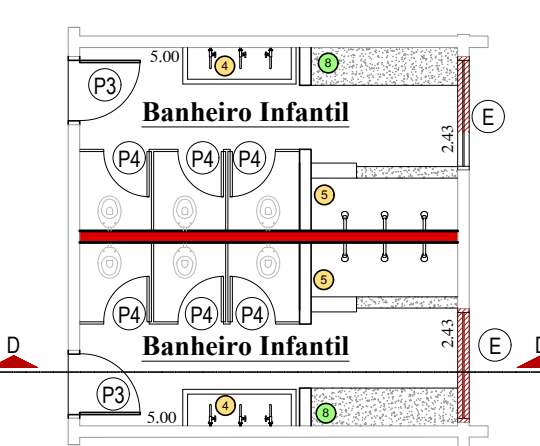 5.00 4 8
P3
Banheiro Infantil E
2.43
P4 P4 P4
5
5
P4 P4 P4
2.43
Banheiro Infantil E
D D
P3
5.00 4 8